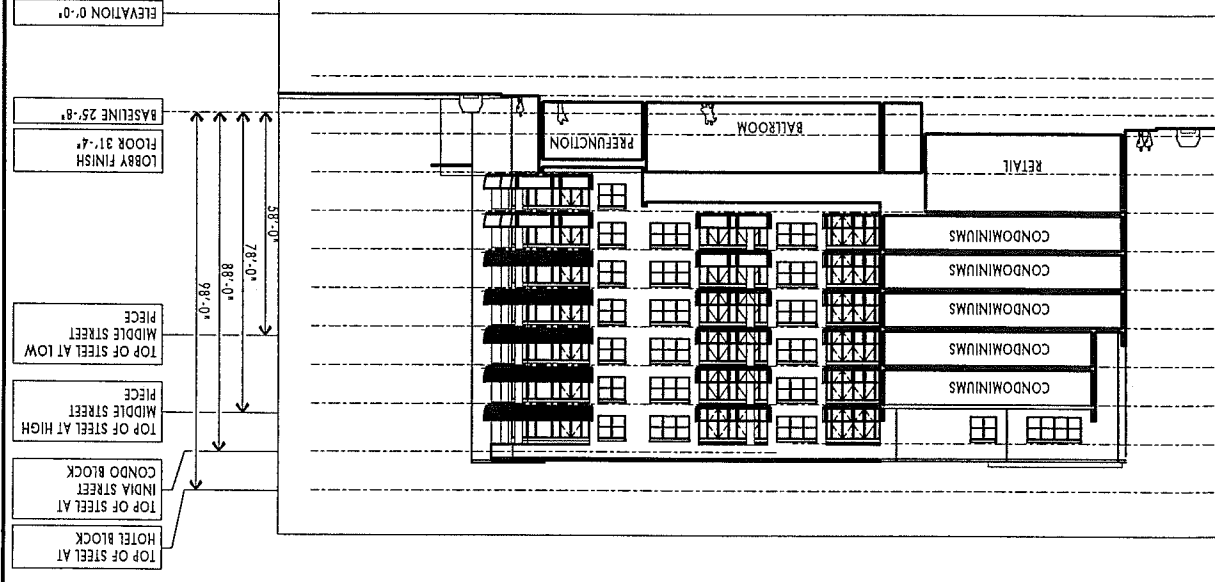 CONDOMINIUMS
CONDOMINIUMS
CONDOMINIUMS
CONDOMINIUMS
CONDOMINIUMS
RETAIL
BALLROOM
PREFUNCTION
58'-0"
78'-0"
88'-0"
98'-0"
TOP OF STEEL AT
HOTEL BLOCK
TOP OF STEEL AT
INDIA STREET
CONDO BLOCK
TOP OF STEEL AT HIGH
MIDDLE STREET
PIECE
TOP OF STEEL AT LOW
MIDDLE STREET
PIECE
LOBBY FINISH
FLOOR 31'-4"
BASELINE 25'-8"
ELEVATION 0'-0"